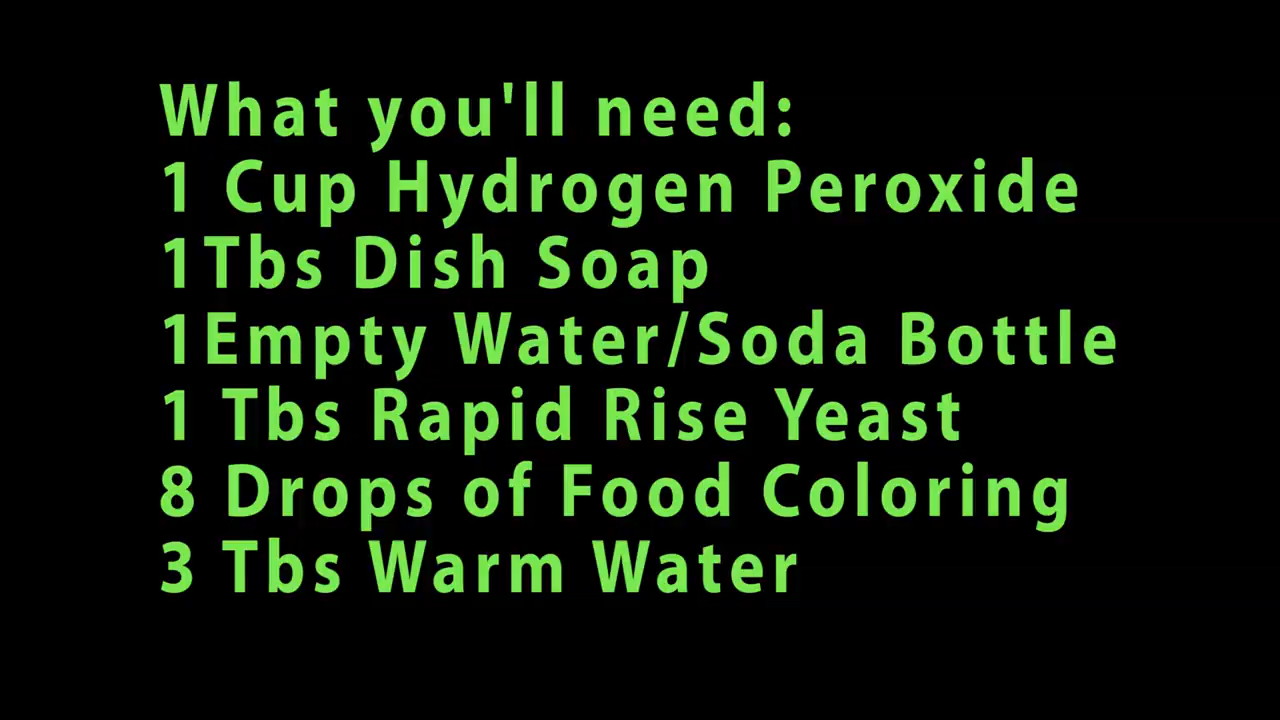 What you'll need:
1 Cup Hydrogen Peroxide
1Tbs Dish Soap
1Empty Water/Soda Bottle
1 Tbs Rapid Rise Yeast
8 Drops of Food Coloring
3 Tbs Warm Water